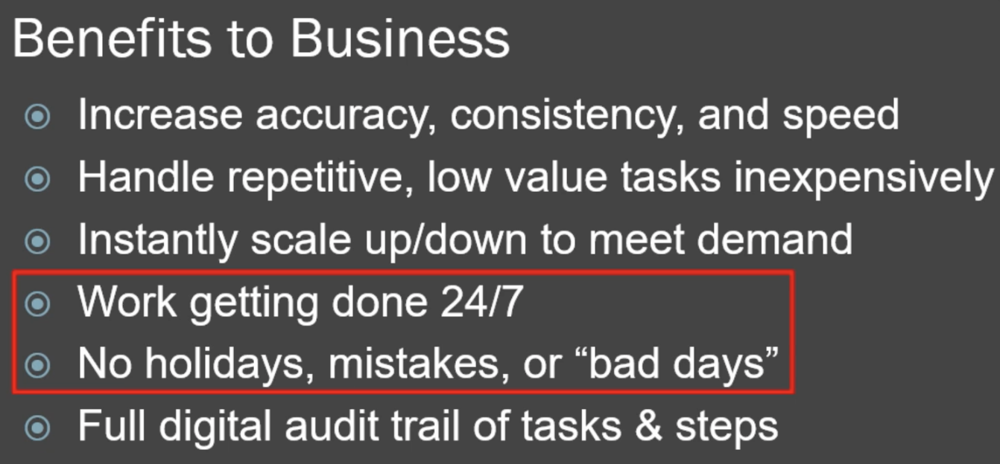 Benefits to Business
Increase accuracy, consistency, and speed
Handle repetitive, low value tasks inexpensively
Instantly scale up/down to meet demand
Work getting done 24/7
No holidays, mistakes, or “bad days”
Full digital audit trail of tasks & steps